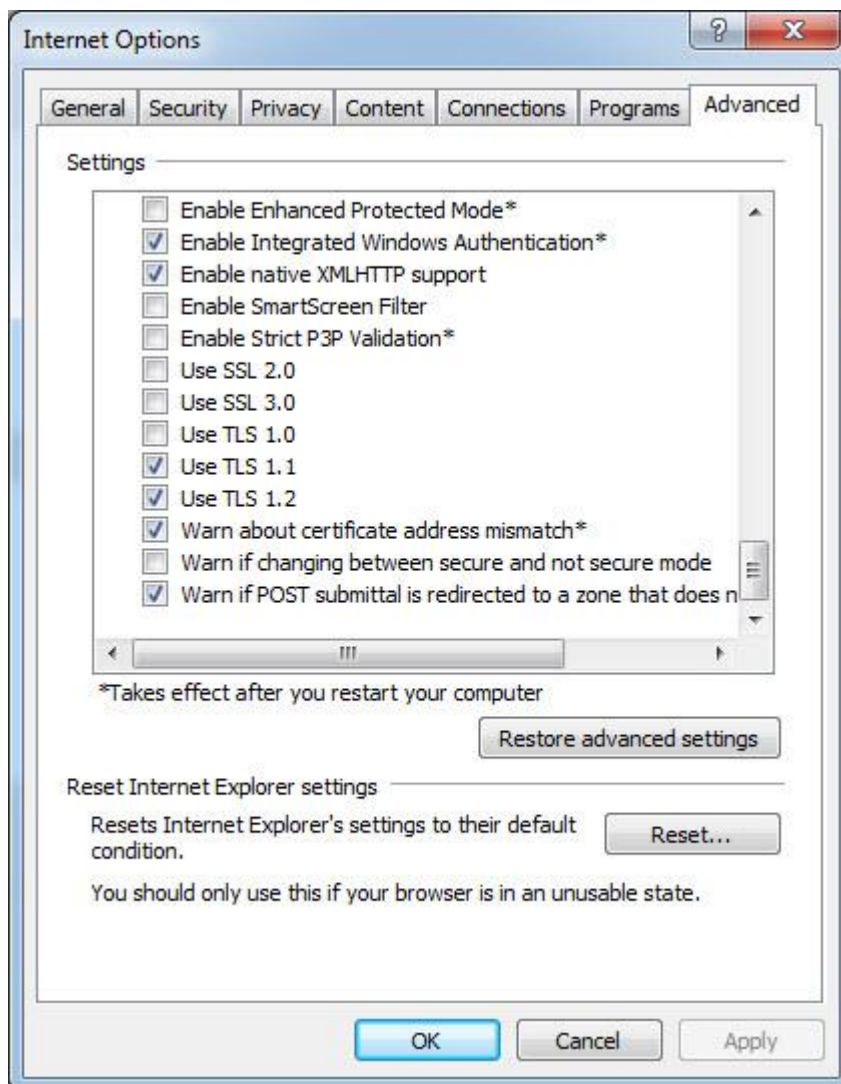 Internet Options
General Security Privacy Content Connections Programs Advanced
Settings
Enable Enhanced Protected Mode*
Enable Integrated Windows Authentication*
Enable native XMLHTTP support
Enable SmartScreen Filter
Enable Strict P3P Validation*
Use SSL 2.0
Use SSL 3.0
Use TLS 1.0
Use TLS 1.1
Use TLS 1.2
Warn about certificate address mismatch*
Warn if changing between secure and not secure mode
Warn if POST submittal is redirected to a zone that does n
*Takes effect after you restart your computer
Restore advanced settings
Reset Internet Explorer settings
Resets Internet Explorer's settings to their default
condition.
Reset...
You should only use this if your browser is in an unusable state.
OK Cancel Apply